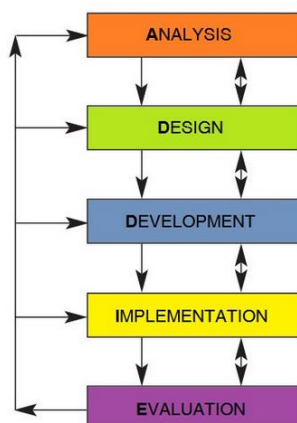 ANALYSIS
DESIGN
DEVELOPMENT
IMPLEMENTATION
EVALUATION